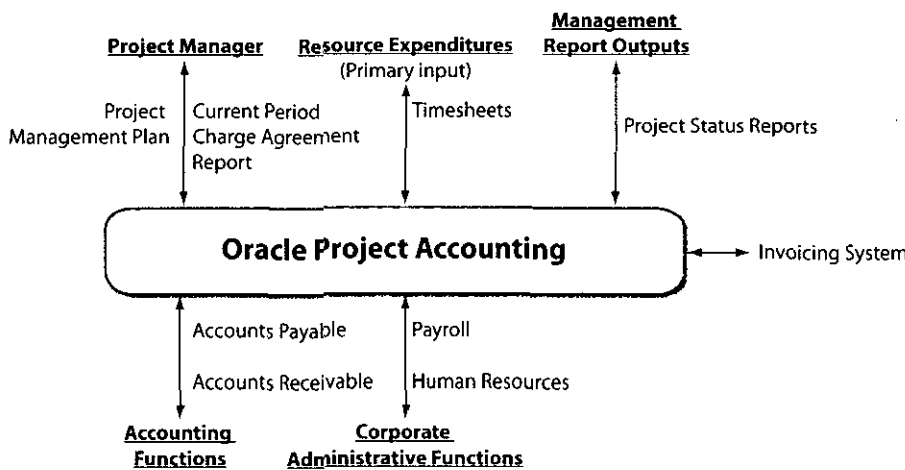 Project Manager
Resource Expenditures
(Primary input)
Management
Report Outputs
Project
Management Plan
Current Period
Charge Agreement
Report
Timesheets
Project Status Reports
Oracle Project Accounting
Invoicing System
Accounts Payable
Accounts Receivable
Payroll
Human Resources
Accounting
Functions
Corporate
Administrative Functions